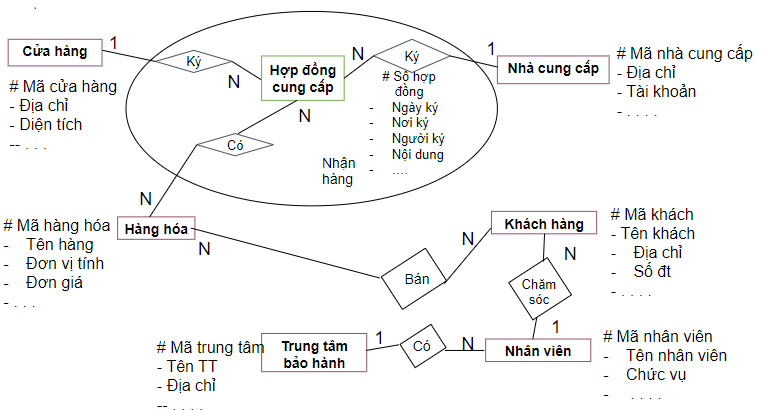 .
Cửa hàng
1
Ký
N
Hợp đồng
cung cấp
N
Ký
1
Nhà cung cấp
# Mã nhà cung cấp
- Địa chỉ
- Tài khoản
- . . . .
# Mã cửa hàng
- Địa chỉ
- Diện tích
-- . . .
# Số hợp
đồng
- Ngày ký
- Nơi ký
- Người ký
- Nội dung
- ....
Nhận
hàng
N
Có
N
Hàng hóa
N
# Mã hàng hóa
- Tên hàng
- Đơn vị tính
- Đơn giá
- . . .
Bán
N
Khách hàng
N
# Mã khách
- Tên khách
- Địa chỉ
- Số đt
- . . . .
Chăm
sóc
1
Nhân viên
# Mã nhân viên
- Tên nhân viên
- Chức vụ
- . . . .
N
Có
1
Trung tâm
bảo hành
# Mã trung tâm
- Tên TT
- Địa chỉ
-- . . . .